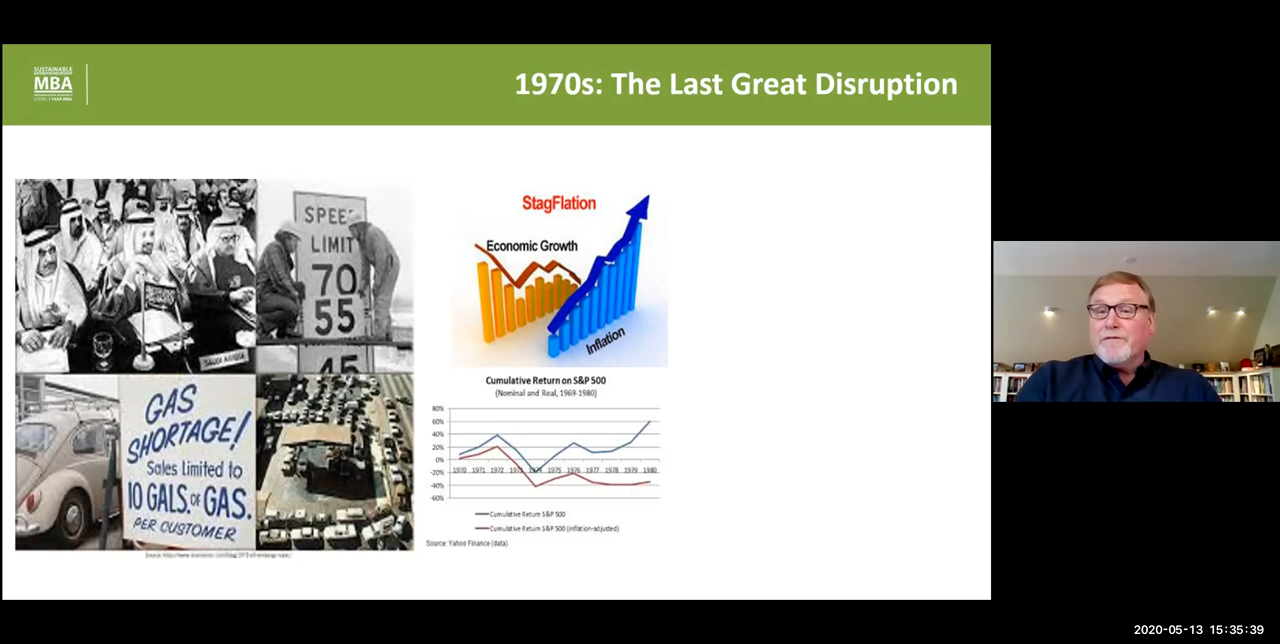 SUSTAINABLE
MBA
1970s: The Last Great Disruption
SPEE
LIMIT
70
55
45
SAUDI ARABIA
GAS
SHORTAGE!
Sales Limited to
10 GALS. OF GAS.
PER CUSTOMER
StagFlation
Economic Growth
Inflation
Cumulative Return on S&P 500
(Nominal and Real, 1969-1980)
80%
60%
40%
20%
0%
-20%
-40%
-60%
1970 1971 1972 1973 1974 1975 1976 1977 1978 1979 1980
Cumulative Return S&P 500
Cumulative Return S&P 500 (inflation-adjusted)
Source: Yahoo Finance (data)
2020-05-13 15:35:39